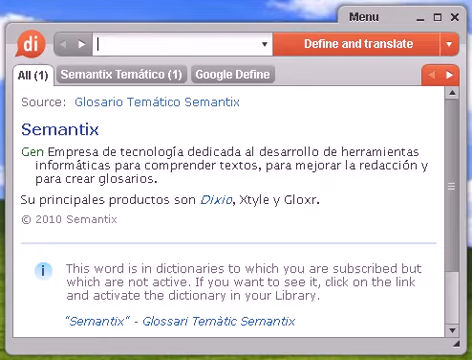 Menu
di
Define and translate
All (1)
Semantix Temático (1)
Google Define
Source: Glosario Temático Semantix
Semantix
Gen Empresa de tecnología dedicada al desarrollo de herramientas
informáticas para comprender textos, para mejorar la redacción y
para crear glosarios.
Su principales productos son Dixio, Xtyle y Gloxr.
© 2010 Semantix
i
This word is in dictionaries to which you are subscribed but
which are not active. If you want to see it, click on the link
and activate the dictionary in your Library.
"Semantix" - Glossari Temàtic Semantix